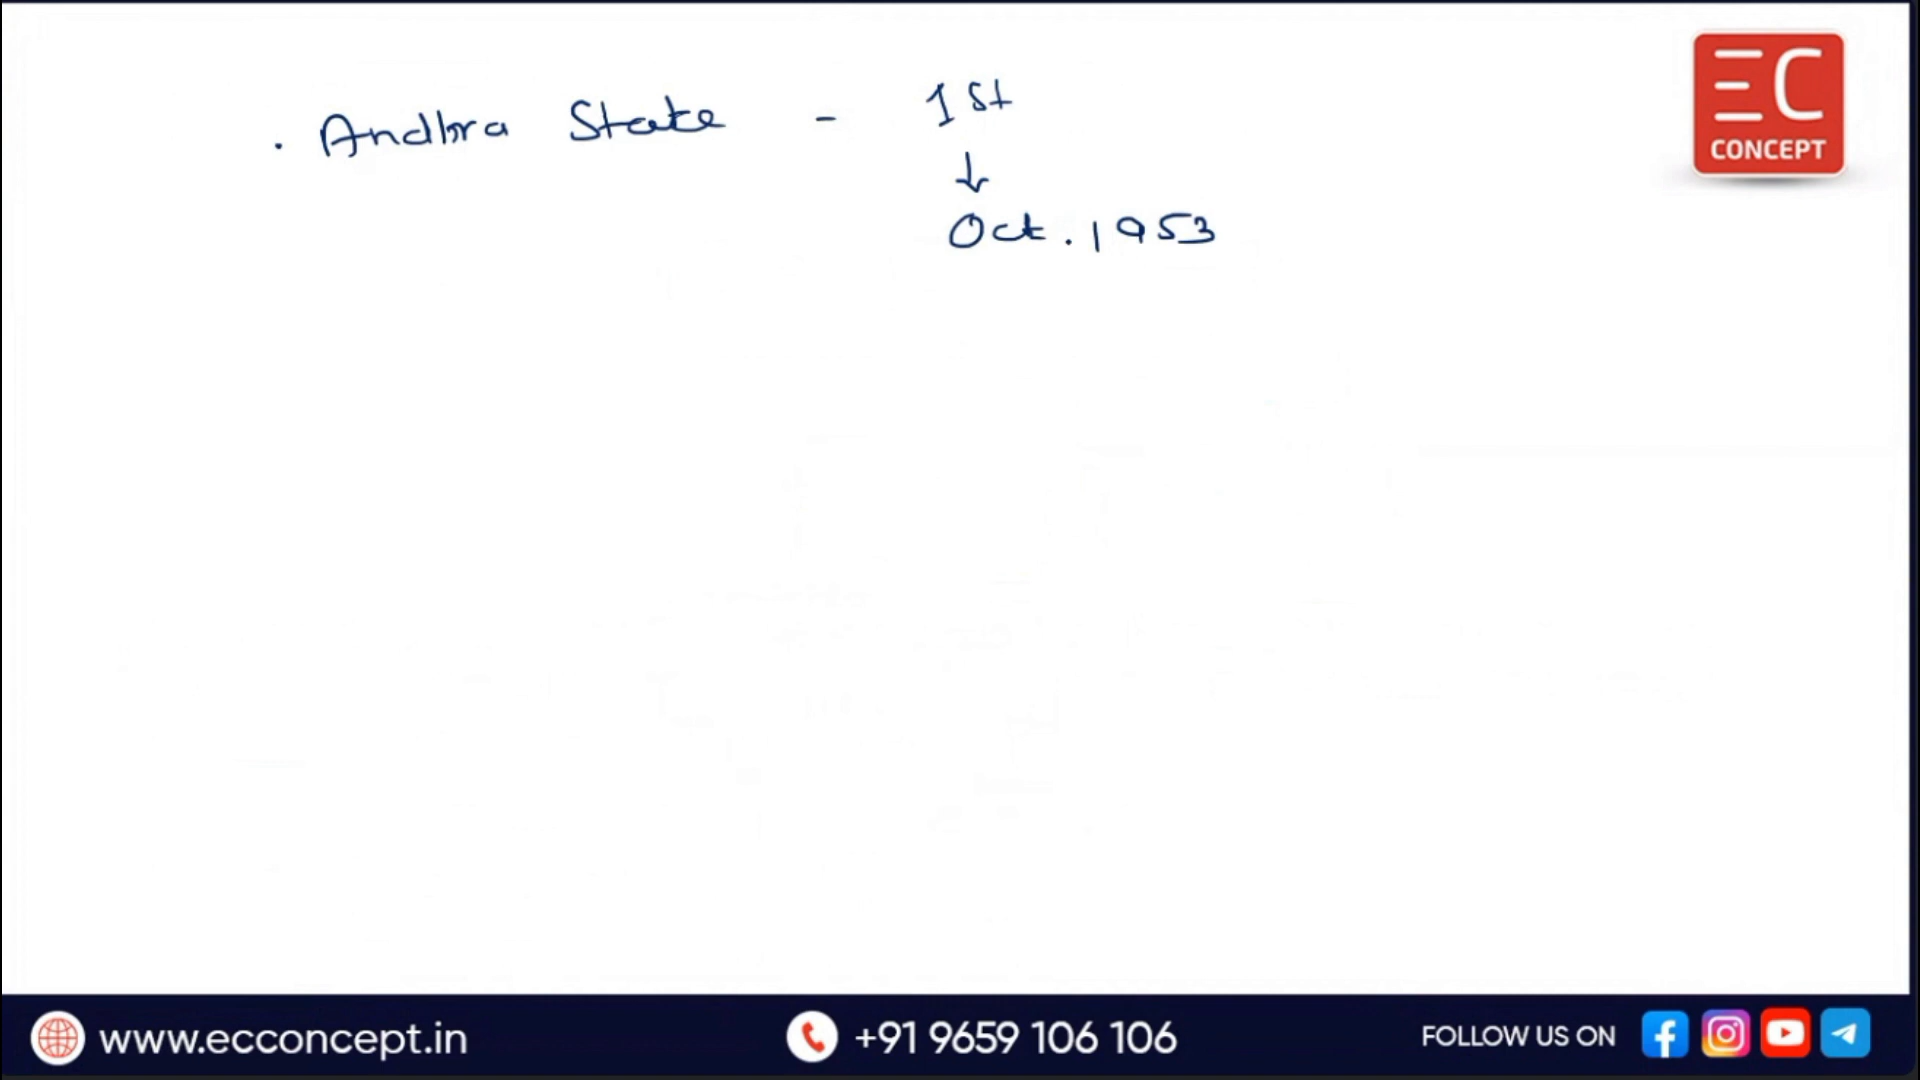 . Andhra State - 1st
↓
Oct. 1953
EC
CONCEPT
www.ecconcept.in
+91 9659 106 106
FOLLOW US ON